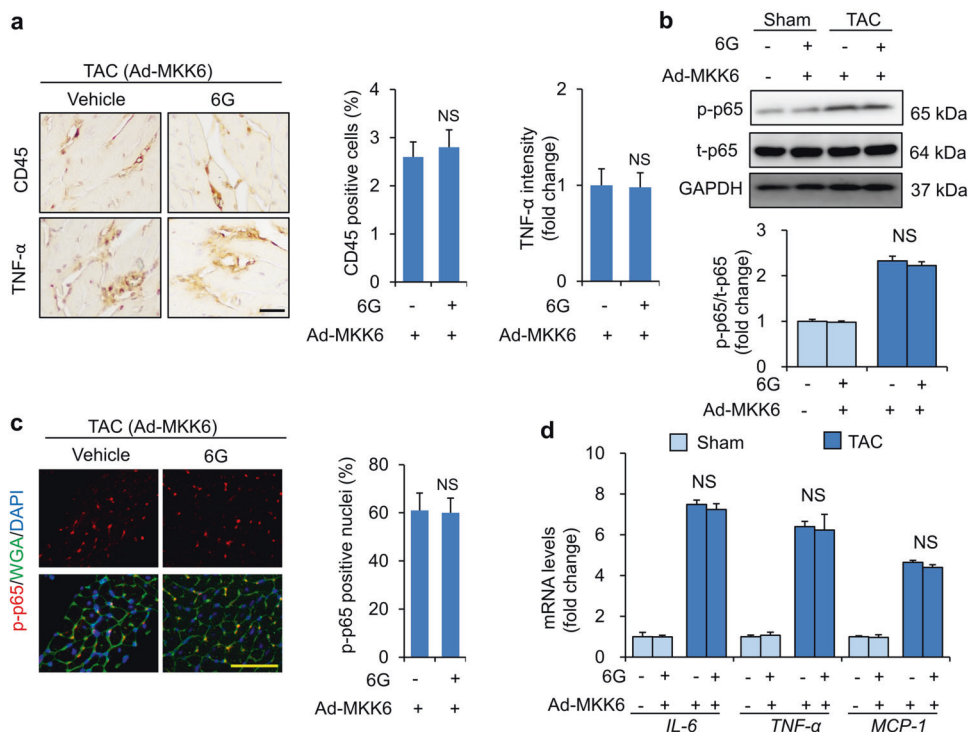 a
TAC (Ad-MKK6)
Vehicle 6G
CD45
TNF-α
CD45 positive cells (%)
4
3
2
1
0
NS
6G - +
Ad-MKK6 + +
TNF-α intensity
(fold change)
2
1
0
NS
6G - +
Ad-MKK6 + +
b
Sham TAC
6G - + - +
Ad-MKK6 - + + +
p-p65 65 kDa
t-p65 64 kDa
GAPDH 37 kDa
p-p65/t-p65
(fold change)
3
2
1
0
NS
6G - + - +
Ad-MKK6 - + + +
c
TAC (Ad-MKK6)
Vehicle 6G
p-p65/WGA/DAPI
p-p65 positive nuclei (%)
80
60
40
20
0
NS
6G - +
Ad-MKK6 + +
d
Sham TAC
mRNA levels
(fold change)
10
8
6
4
2
0
NS NS NS
6G - + - + - + - + - + - +
Ad-MKK6 - + + + - + + + - + + +
IL-6 TNF-α MCP-1